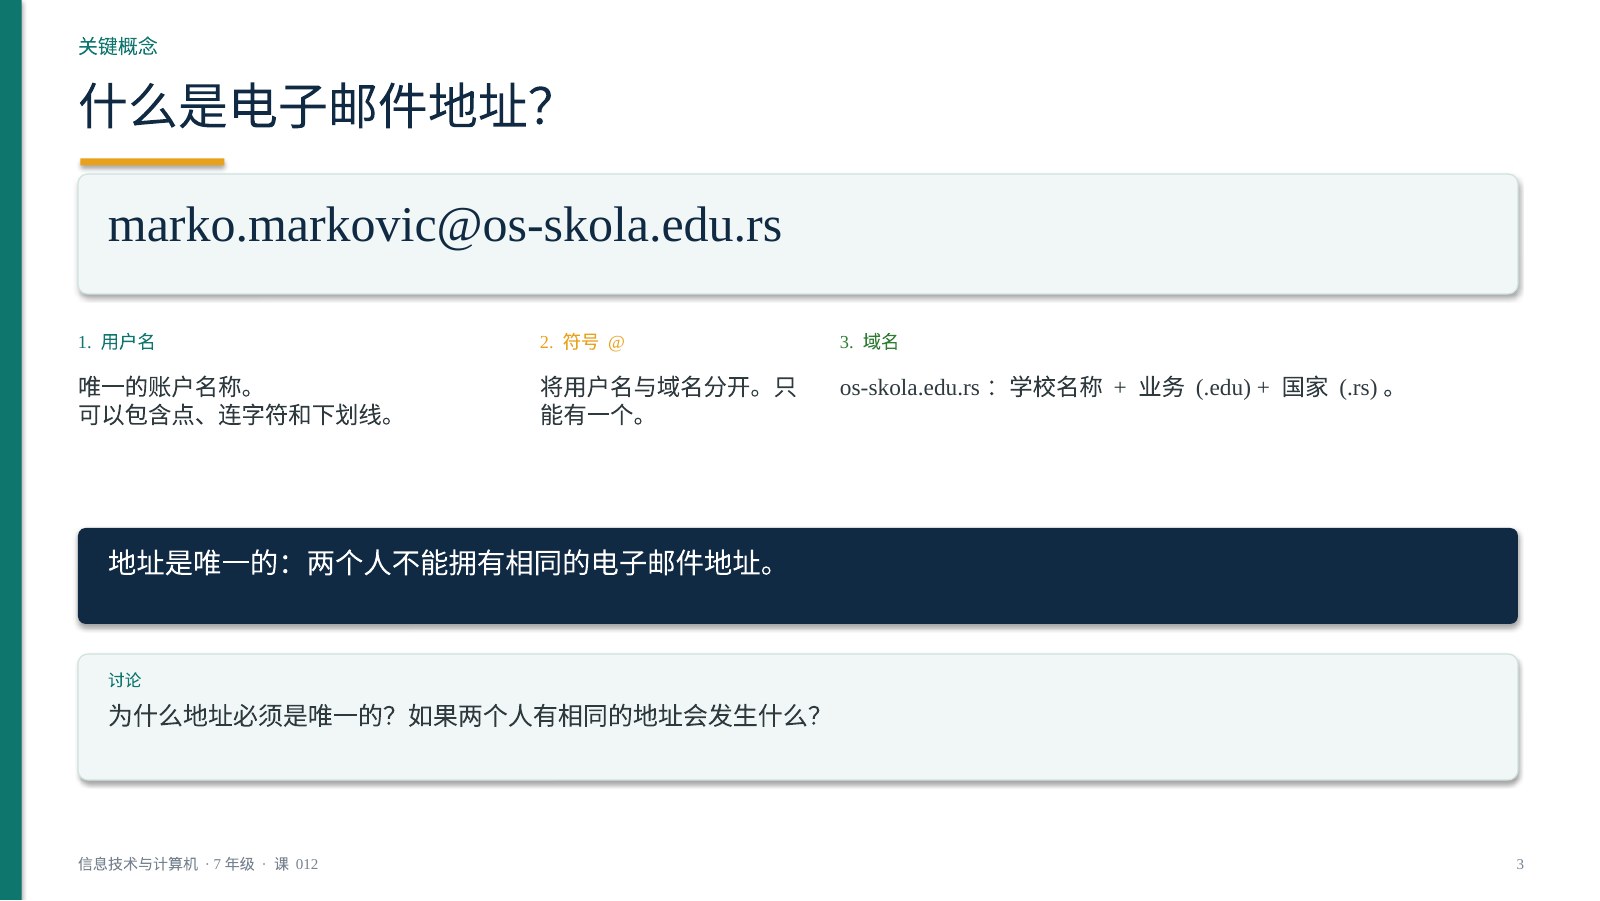 关键概念
什么是电子邮件地址？
marko.markovic@os-skola.edu.rs
1. 用户名
唯一的账户名称。
可以包含点、连字符和下划线。
2. 符号 @
将用户名与域名分开。只
能有一个。
3. 域名
os-skola.edu.rs： 学校名称 + 业务 (.edu) + 国家 (.rs) 。
地址是唯一的：两个人不能拥有相同的电子邮件地址。
讨论
为什么地址必须是唯一的？如果两个人有相同的地址会发生什么？
信息技术与计算机 · 7 年级 · 课 012
3